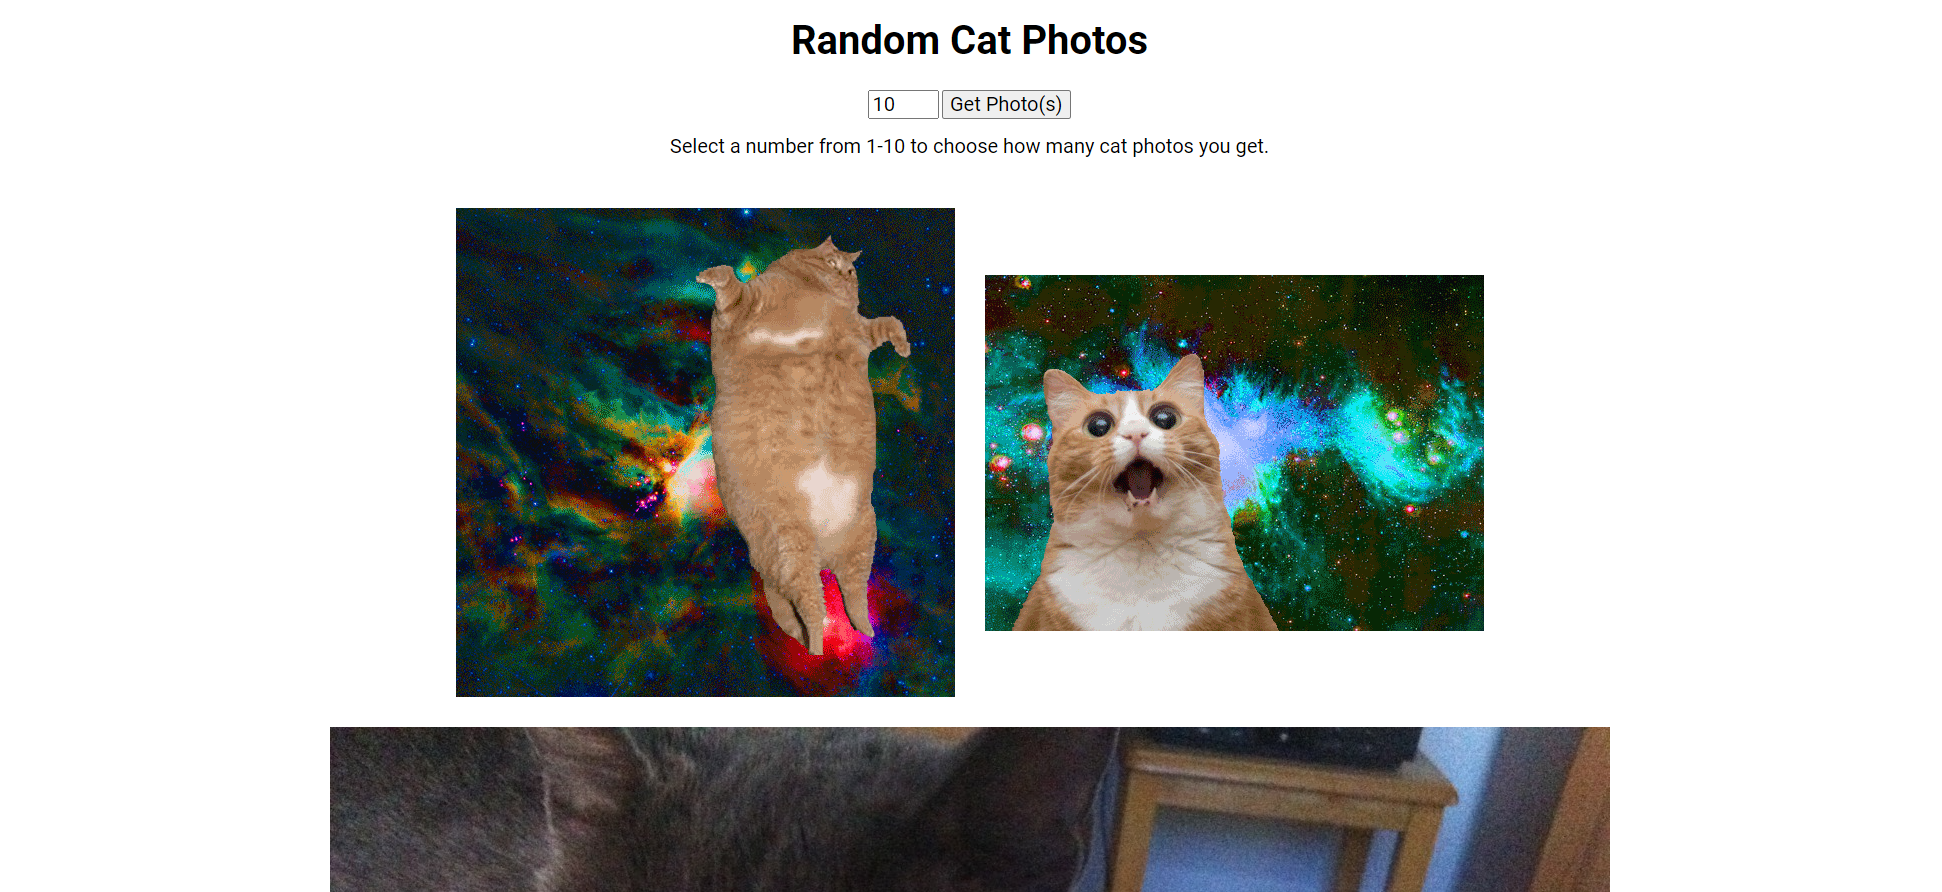 Random Cat Photos
10 Get Photo(s)
Select a number from 1-10 to choose how many cat photos you get.